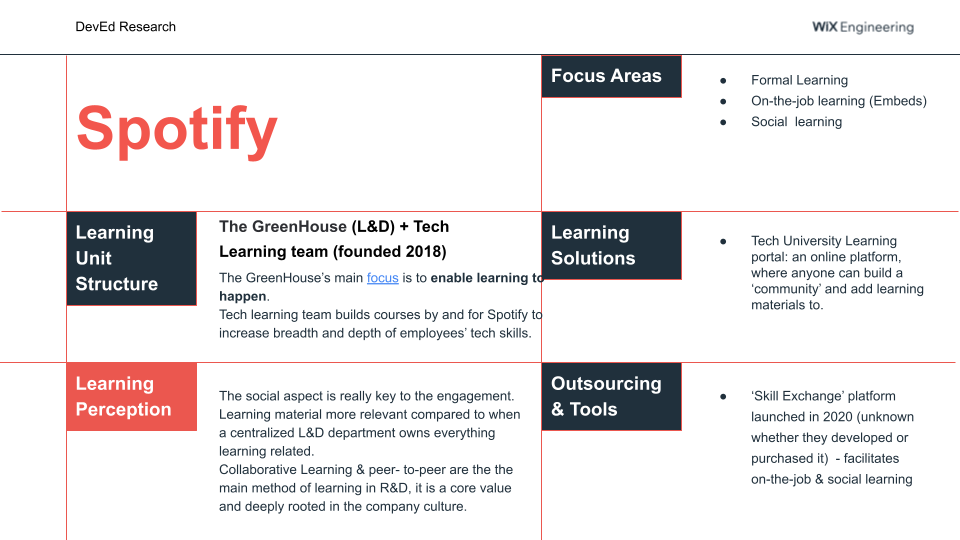 DevEd Research
WiX Engineering
Spotify
Focus Areas
● Formal Learning
● On-the-job learning (Embeds)
● Social  learning
Learning
Unit
Structure
The GreenHouse (L&D) + Tech
Learning team (founded 2018)
The GreenHouse’s main focus is to enable learning to
happen.
Tech learning team builds courses by and for Spotify to
increase breadth and depth of employees’ tech skills.
Learning
Solutions
● Tech University Learning
portal: an online platform,
where anyone can build a
‘community’ and add learning
materials to.
Learning
Perception
The social aspect is really key to the engagement.
Learning material more relevant compared to when
a centralized L&D department owns everything
learning related.
Collaborative Learning & peer- to-peer are the the
main method of learning in R&D, it is a core value
and deeply rooted in the company culture.
Outsourcing
& Tools
● ‘Skill Exchange’ platform
launched in 2020 (unknown
whether they developed or
purchased it)  - facilitates
on-the-job & social learning